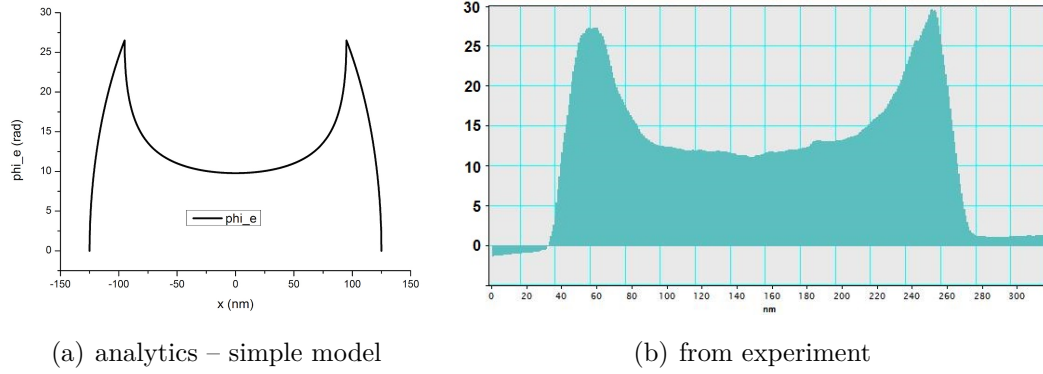 30
25
20
15
10
5
0
phi_e (rad)
phi_e
-150 -100 -50 0 50 100 150
x (nm)
30
25
20
15
10
5
0
0 20 40 60 80 100 120 140 160 180 200 220 240 260 280 300
nm
(a) analytics – simple model
(b) from experiment